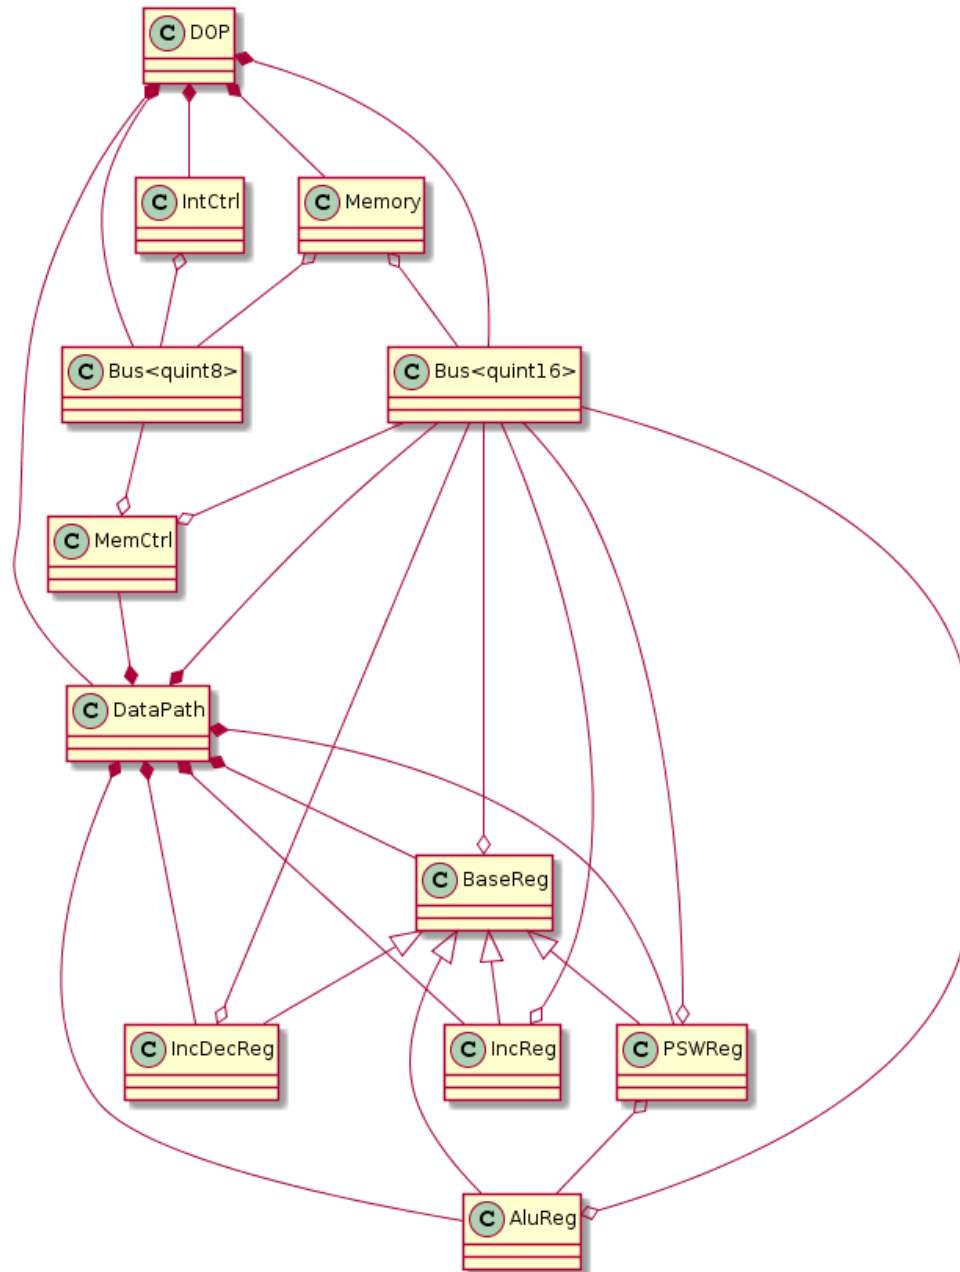 C DOP
C IntCtrl
C Memory
C Bus<quint8>
C Bus<quint16>
C MemCtrl
C DataPath
C BaseReg
C IncDecReg
C IncReg
C PSWReg
C AluReg